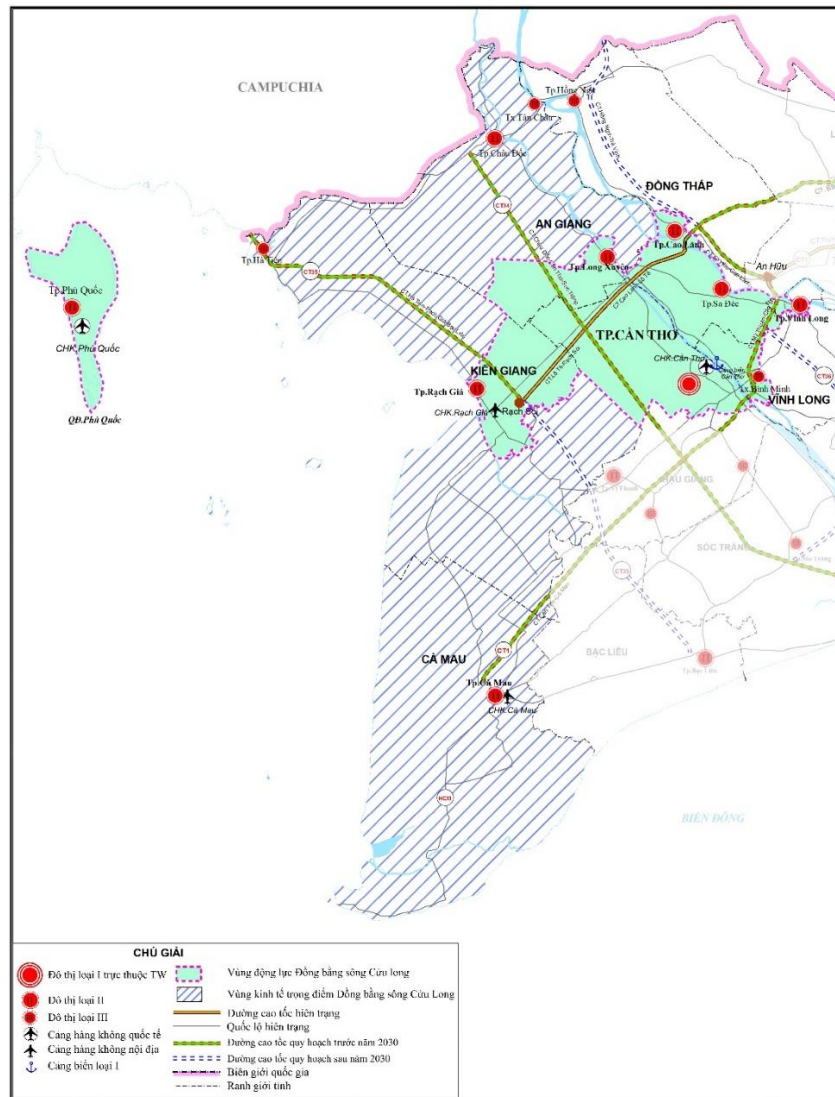 CAMPUCHIA
Tp.Hồng Ngự
Tx.Tân Châu
Tp.Châu Đốc
ĐỒNG THÁP
CT34
AN GIANG
Tp.Cao Lãnh
Tp.Hà Tiên
CT35
Tp.Long Xuyên
An Hữu
Tp.Phú Quốc
Tp.Sa Đéc
Tp.Vĩnh Long
CHK.Phú Quốc
TP.CẦN THƠ
CHK.Cần Thơ
KIÊN GIANG
CT36
Tp.Rạch Giá
Tx.Bình Minh
VĨNH LONG
CHK.Rạch Giá
Rạch Sỏi
QĐ.Phú Quốc
HẬU GIANG
SÓC TRĂNG
CT33
CÀ MAU
CT1
BẠC LIÊU
Tp.Cà Mau
Tp.Bạc Liêu
CHK.Cà Mau
BIỂN ĐÔNG
CHÚ GIẢI
Đô thị loại I trực thuộc TW
Đô thị loại II
Đô thị loại III
Cảng hàng không quốc tế
Cảng hàng không nội địa
Cảng biển loại I
Vùng động lực Đồng bằng sông Cửu long
Vùng kinh tế trọng điểm Đồng bằng sông Cửu Long
Đường cao tốc hiện trạng
Quốc lộ hiện trạng
Đường cao tốc quy hoạch trước năm 2030
Đường cao tốc quy hoạch sau năm 2030
Biên giới quốc gia
Ranh giới tỉnh